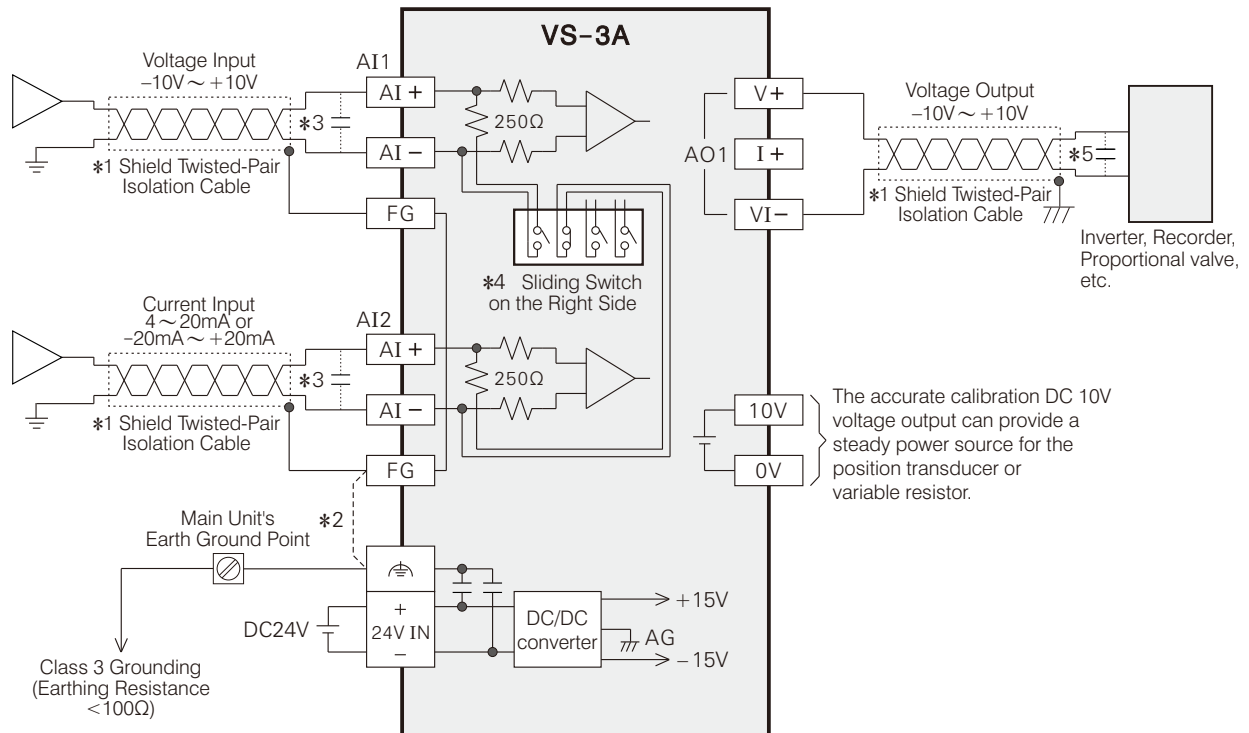 VS-3A
Voltage Input
-10V～+10V
AI1
AI+
*3
250Ω
AI-
*1 Shield Twisted-Pair
Isolation Cable
FG
*4 Sliding Switch
on the Right Side
V+
AO1
I+
VI-
Voltage Output
-10V～+10V
*5
*1 Shield Twisted-Pair
Isolation Cable
Inverter, Recorder,
Proportional valve,
etc.
Current Input
4～20mA or
-20mA～+20mA
AI2
AI+
*3
250Ω
AI-
*1 Shield Twisted-Pair
Isolation Cable
FG
10V
0V
The accurate calibration DC 10V
voltage output can provide a
steady power source for the
position transducer or
variable resistor.
*2
Main Unit's
Earth Ground Point
DC24V
+
24V IN
-
DC/DC
converter
+15V
AG
-15V
Class 3 Grounding
(Earthing Resistance
<100Ω)